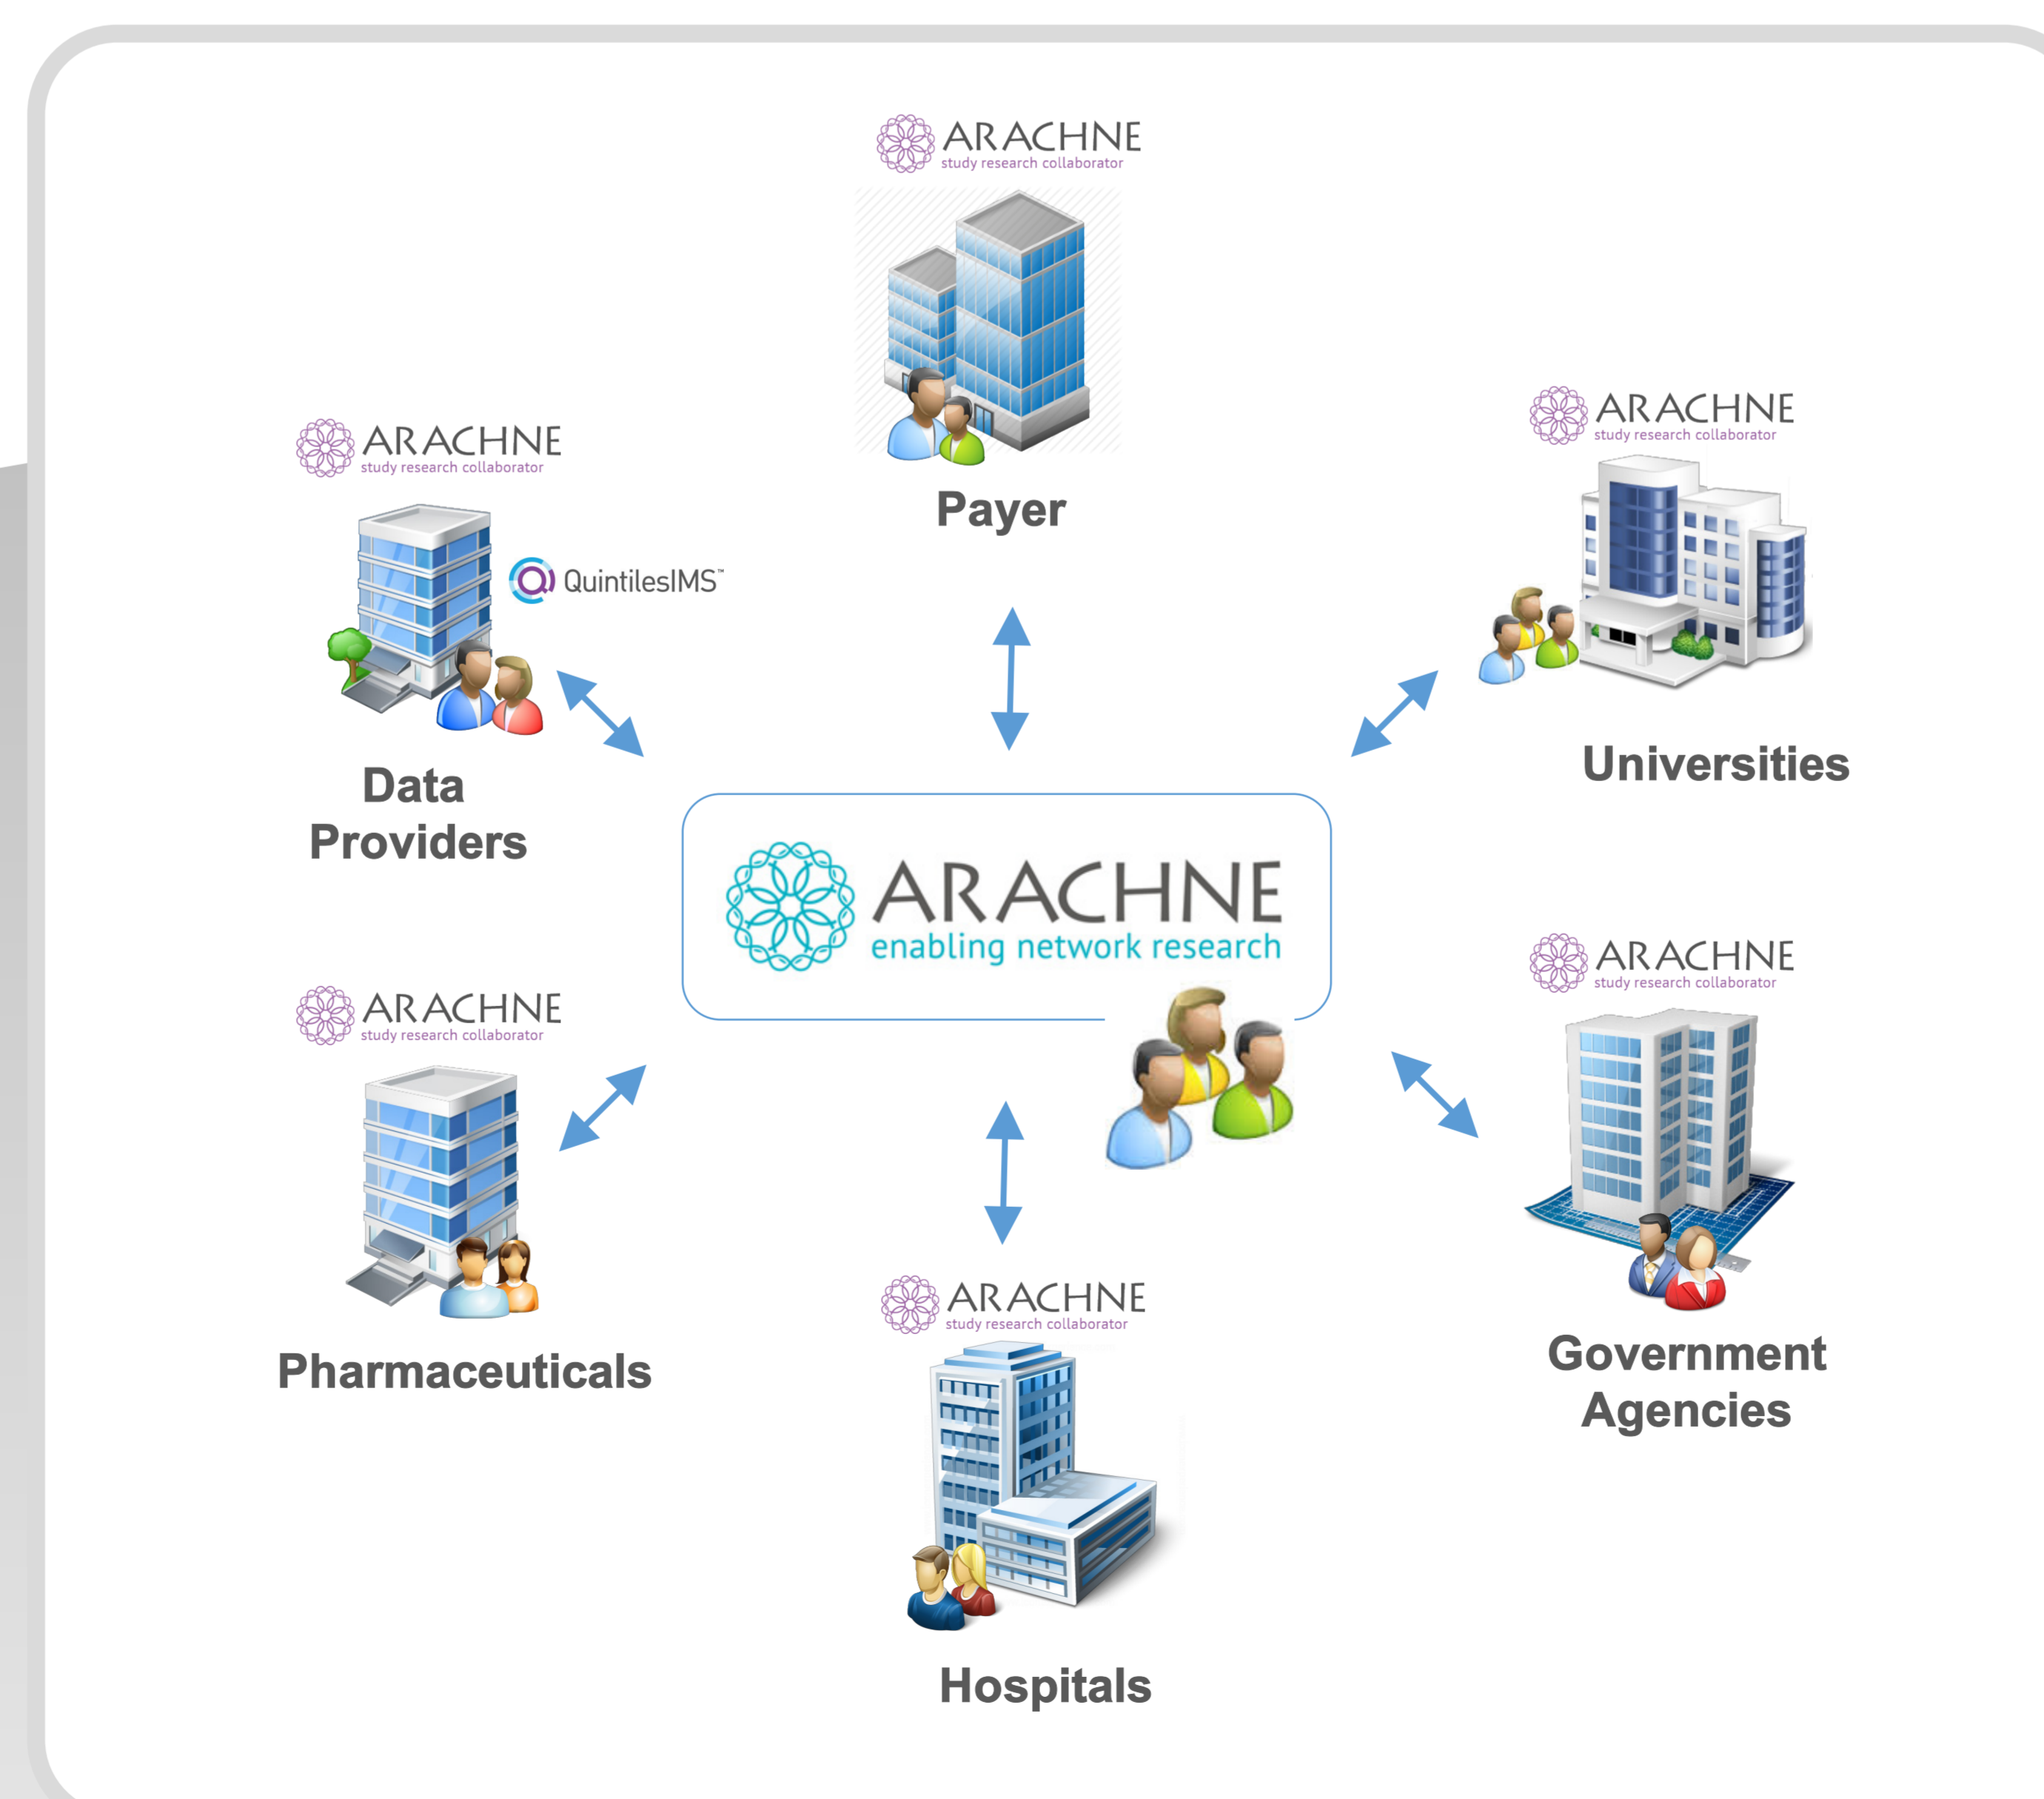 ARACHNE
study research collaborator
Payer
ARACHNE
study research collaborator
QuintilesIMS™
Data
Providers
ARACHNE
study research collaborator
Universities
ARACHNE
enabling network research
ARACHNE
study research collaborator
Pharmaceuticals
ARACHNE
study research collaborator
Government
Agencies
ARACHNE
study research collaborator
Hospitals